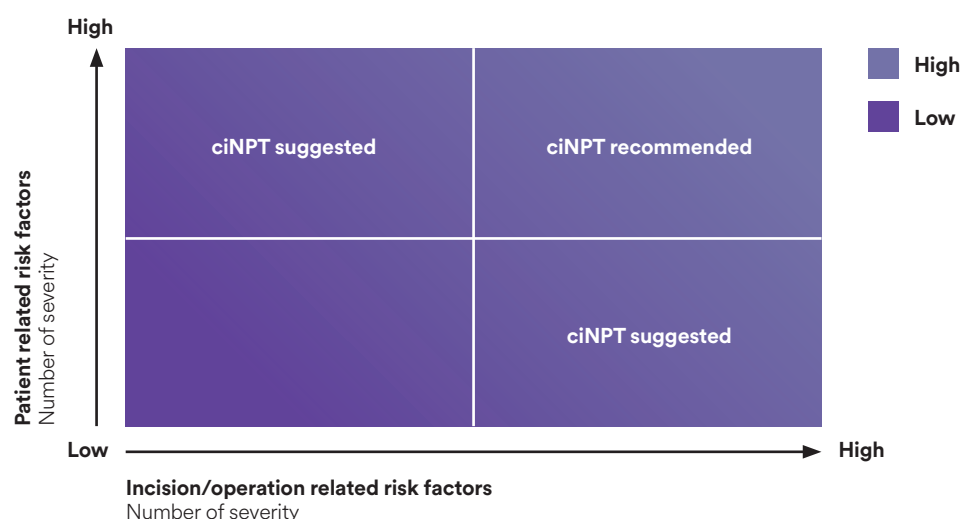 High
High
Low
ciNPT suggested
ciNPT recommended
Patient related risk factors
Number of severity
ciNPT suggested
Low
High
Incision/operation related risk factors
Number of severity